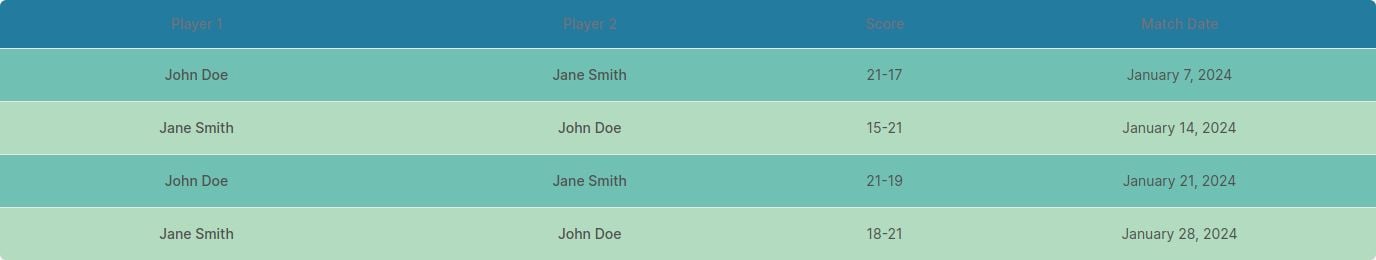 Player 1 Player 2 Score Match Date
John Doe Jane Smith 21-17 January 7, 2024
Jane Smith John Doe 15-21 January 14, 2024
John Doe Jane Smith 21-19 January 21, 2024
Jane Smith John Doe 18-21 January 28, 2024